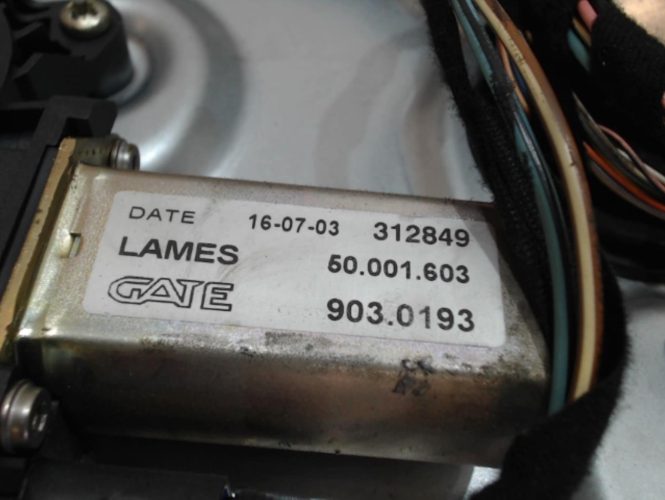 DATE 16-07-03 312849
LAMES 50.001.603
GATE 903.0193